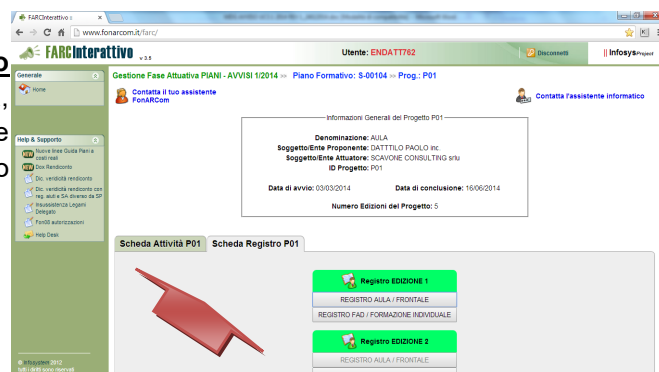 FARCInterattivo ::
www.fonarcom.it/farc/
FARCInterattivo v 3.5
Utente: ENDATT762
Disconnetti
|| Infosys Project
o
,
e
o
Generale
Home
Help & Supporto
Nuove linee Guida Piani a costi reali
Dox Rendiconto
Dic. veridicità rendiconto
Dic. veridicità rendiconto con reg. aiuti e SA diverso da SP
Insussistenza Legami Delegato
Fon06 autorizzazioni
Help Desk
© Infosystem 2012
tutti i diritti sono riservati
Gestione Fase Attuativa PIANI - AVVISI 1/2014 »» Piano Formativo: S-00104 »» Prog.: P01
Contatta il tuo assistente
FonARCom
Contatta l'assistente informatico
Informazioni Generali del Progetto P01
Denominazione: AULA
Soggetto/Ente Proponente: DATTTILO PAOLO inc
Soggetto/Ente Attuatore: SCAVONE CONSULTING srlu
ID Progetto: P01
Data di avvio: 03/03/2014 Data di conclusione: 16/06/2014
Numero Edizioni del Progetto: 5
Scheda Attività P01 Scheda Registro P01
Registro EDIZIONE 1
REGISTRO AULA / FRONTALE
REGISTRO FAD / FORMAZIONE INDIVIDUALE
Registro EDIZIONE 2
REGISTRO AULA / FRONTALE